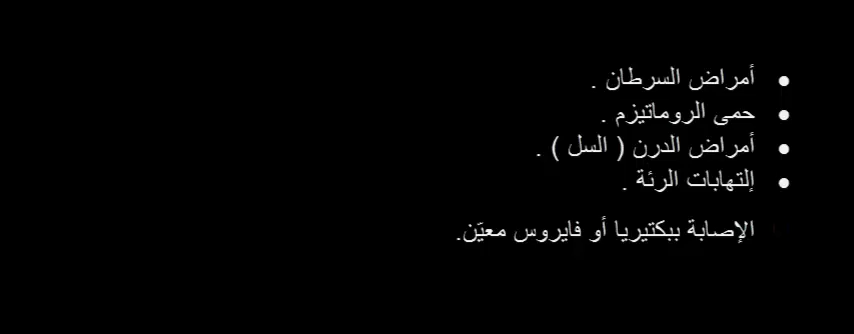 • أمراض السرطان .
• حمى الروماتيزم .
• أمراض الدرن ( السل ) .
• إلتهابات الرئة .
الإصابة ببكتيريا أو فايروس معيّن.